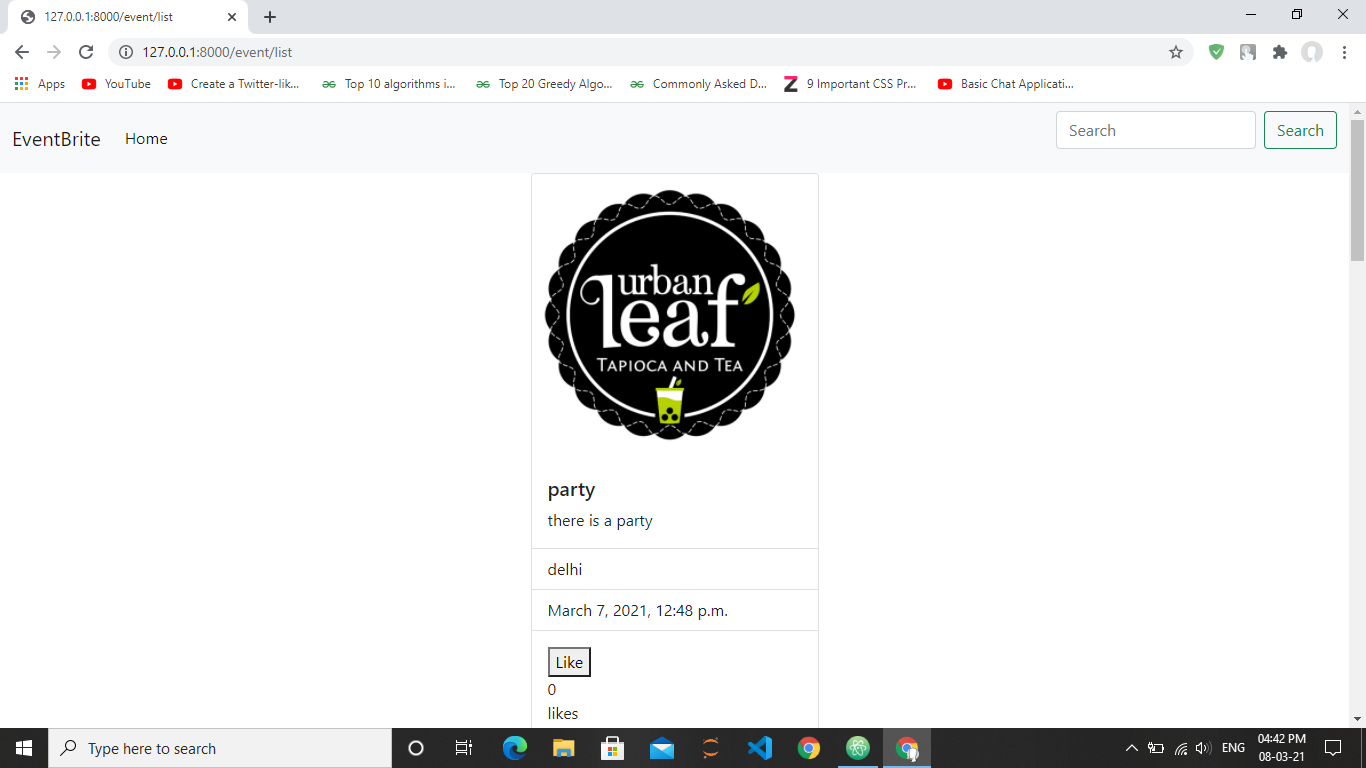 127.0.0.1:8000/event/list
127.0.0.1:8000/event/list
Apps YouTube Create a Twitter-lik... Top 10 algorithms i... Top 20 Greedy Algo... Commonly Asked D... 9 Important CSS Pr... Basic Chat Applicati...
EventBrite Home Search Search
urban
leaf
TAPIOCA AND TEA
party
there is a party
delhi
March 7, 2021, 12:48 p.m.
Like
0
likes
Type here to search
ENG
04:42 PM
08-03-21